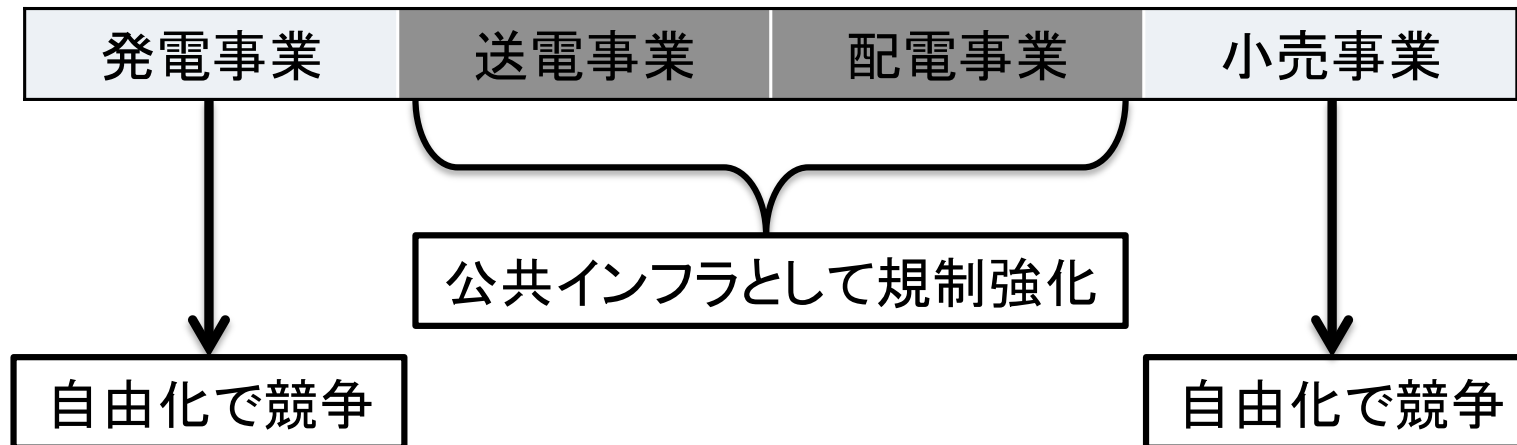 発電事業 送電事業 配電事業 小売事業
公共インフラとして規制強化
自由化で競争 自由化で競争